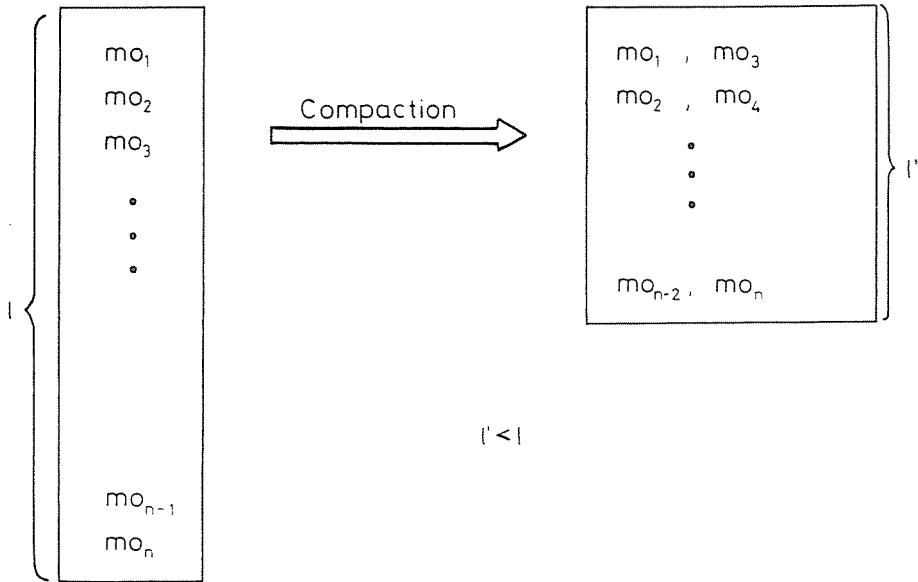 mo₁
mo₂
mo₃
moₙ₋₁
moₙ
l
Compaction
mo₁ , mo₃
mo₂ , mo₄
moₙ₋₂, moₙ
l'
l' < l